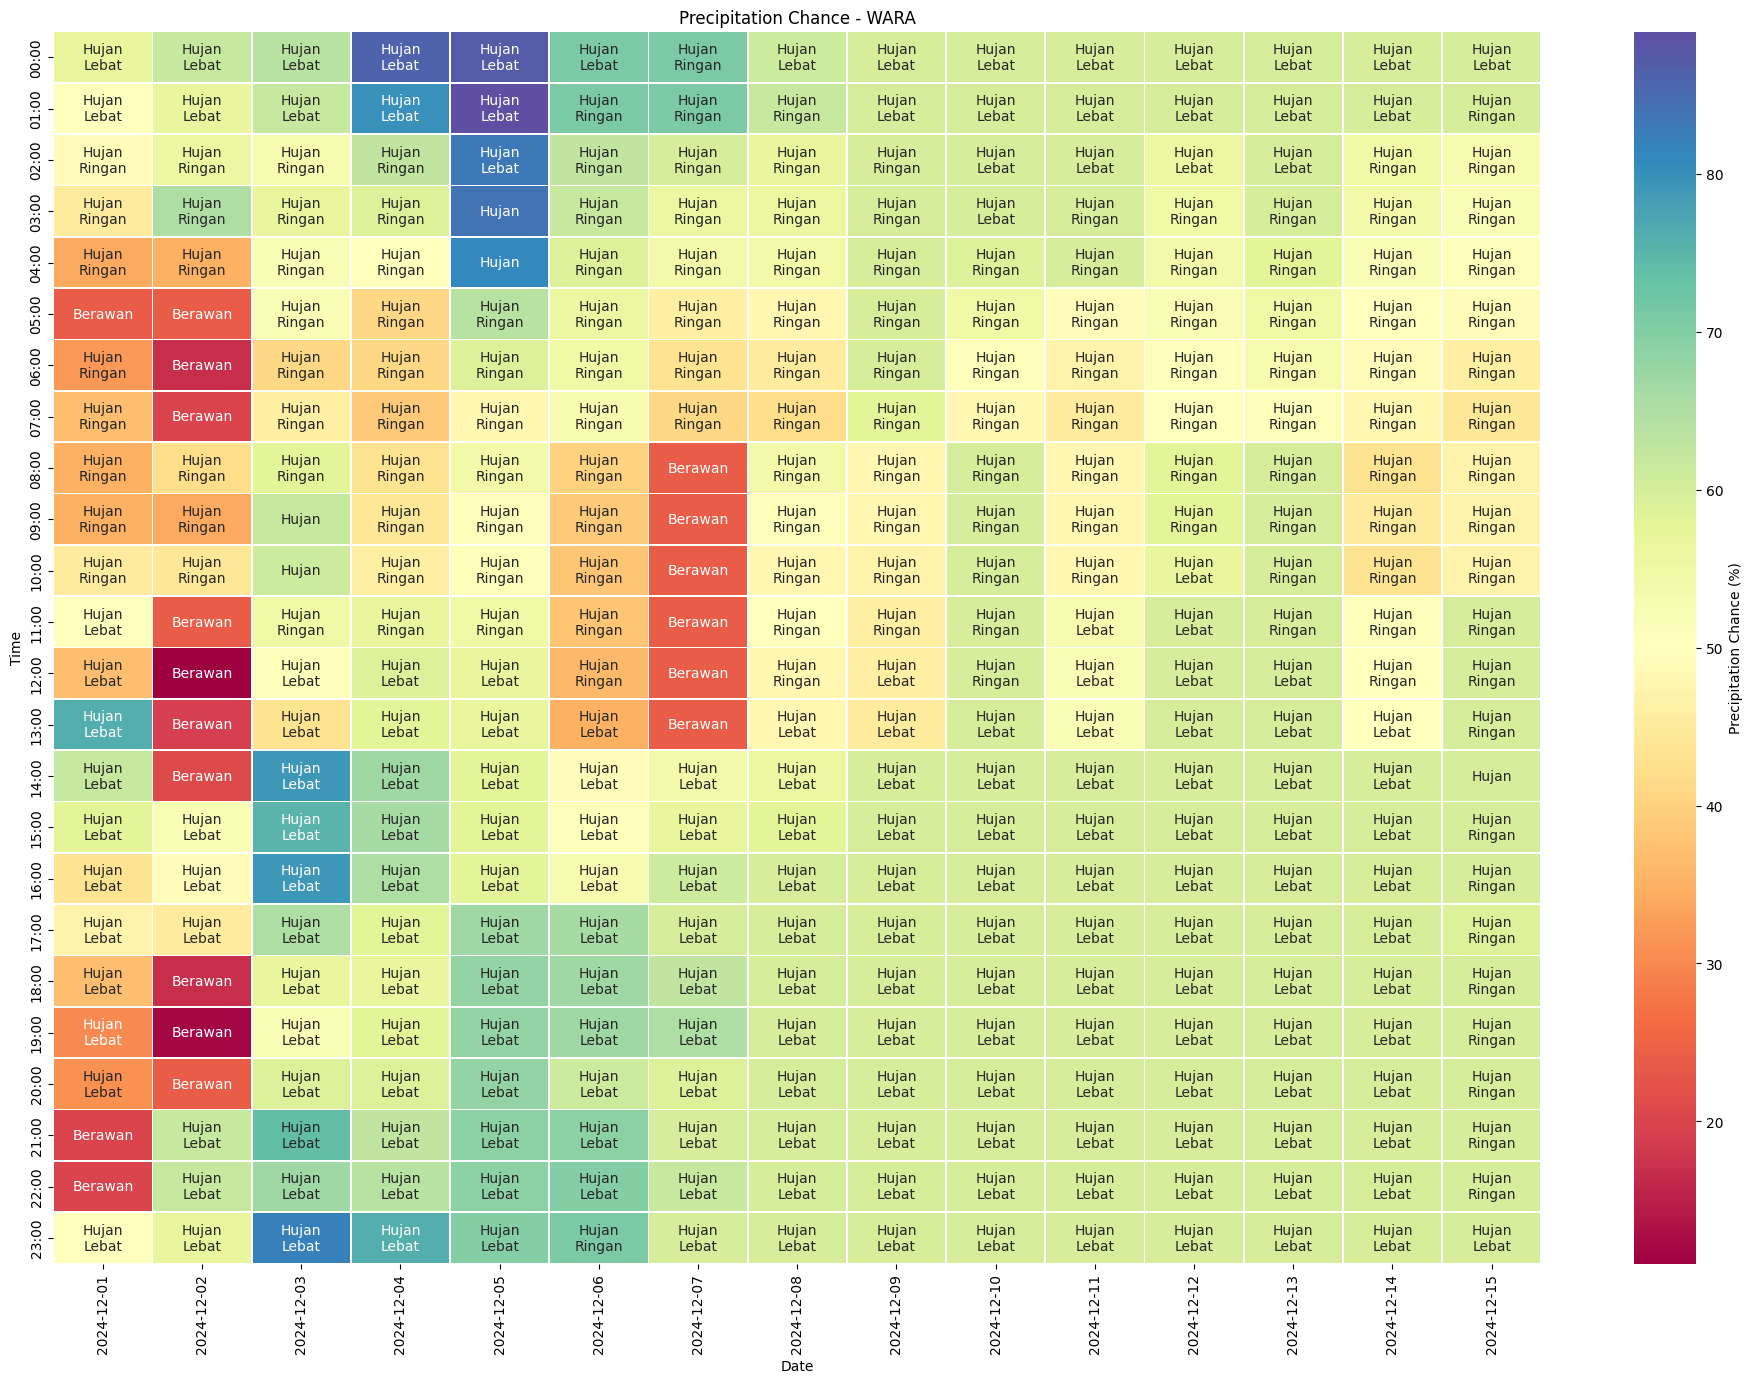 Precipitation Chance - WARA
Time
00:00 Hujan Lebat Hujan Lebat Hujan Lebat Hujan Lebat Hujan Lebat Hujan Lebat Hujan Ringan Hujan Lebat Hujan Lebat Hujan Lebat Hujan Lebat Hujan Lebat Hujan Lebat Hujan Lebat Hujan Lebat
01:00 Hujan Lebat Hujan Lebat Hujan Lebat Hujan Lebat Hujan Lebat Hujan Ringan Hujan Ringan Hujan Ringan Hujan Lebat Hujan Lebat Hujan Lebat Hujan Lebat Hujan Lebat Hujan Lebat Hujan Ringan
02:00 Hujan Ringan Hujan Ringan Hujan Ringan Hujan Ringan Hujan Lebat Hujan Ringan Hujan Ringan Hujan Ringan Hujan Ringan Hujan Lebat Hujan Lebat Hujan Lebat Hujan Lebat Hujan Ringan Hujan Ringan
03:00 Hujan Ringan Hujan Ringan Hujan Ringan Hujan Ringan Hujan Hujan Ringan Hujan Ringan Hujan Ringan Hujan Ringan Hujan Lebat Hujan Ringan Hujan Ringan Hujan Ringan Hujan Ringan Hujan Ringan
04:00 Hujan Ringan Hujan Ringan Hujan Ringan Hujan Ringan Hujan Hujan Ringan Hujan Ringan Hujan Ringan Hujan Ringan Hujan Ringan Hujan Ringan Hujan Ringan Hujan Ringan Hujan Ringan Hujan Ringan
05:00 Berawan Berawan Hujan Ringan Hujan Ringan Hujan Ringan Hujan Ringan Hujan Ringan Hujan Ringan Hujan Ringan Hujan Ringan Hujan Ringan Hujan Ringan Hujan Ringan Hujan Ringan Hujan Ringan
06:00 Hujan Ringan Berawan Hujan Ringan Hujan Ringan Hujan Ringan Hujan Ringan Hujan Ringan Hujan Ringan Hujan Ringan Hujan Ringan Hujan Ringan Hujan Ringan Hujan Ringan Hujan Ringan Hujan Ringan
07:00 Hujan Ringan Berawan Hujan Ringan Hujan Ringan Hujan Ringan Hujan Ringan Hujan Ringan Hujan Ringan Hujan Ringan Hujan Ringan Hujan Ringan Hujan Ringan Hujan Ringan Hujan Ringan Hujan Ringan
08:00 Hujan Ringan Hujan Ringan Hujan Ringan Hujan Ringan Hujan Ringan Hujan Ringan Berawan Hujan Ringan Hujan Ringan Hujan Ringan Hujan Ringan Hujan Ringan Hujan Ringan Hujan Ringan Hujan Ringan
09:00 Hujan Ringan Hujan Ringan Hujan Hujan Ringan Hujan Ringan Hujan Ringan Berawan Hujan Ringan Hujan Ringan Hujan Ringan Hujan Ringan Hujan Ringan Hujan Ringan Hujan Ringan Hujan Ringan
10:00 Hujan Ringan Hujan Ringan Hujan Hujan Ringan Hujan Ringan Hujan Ringan Berawan Hujan Ringan Hujan Ringan Hujan Ringan Hujan Ringan Hujan Lebat Hujan Ringan Hujan Ringan Hujan Ringan
11:00 Hujan Lebat Berawan Hujan Ringan Hujan Ringan Hujan Ringan Hujan Ringan Berawan Hujan Ringan Hujan Ringan Hujan Ringan Hujan Lebat Hujan Lebat Hujan Ringan Hujan Ringan Hujan Ringan
12:00 Hujan Lebat Berawan Hujan Lebat Hujan Lebat Hujan Lebat Hujan Ringan Berawan Hujan Ringan Hujan Lebat Hujan Ringan Hujan Lebat Hujan Lebat Hujan Lebat Hujan Ringan Hujan Ringan
13:00 Hujan Lebat Berawan Hujan Lebat Hujan Lebat Hujan Lebat Hujan Lebat Berawan Hujan Lebat Hujan Lebat Hujan Lebat Hujan Lebat Hujan Lebat Hujan Lebat Hujan Lebat Hujan Ringan
14:00 Hujan Lebat Berawan Hujan Lebat Hujan Lebat Hujan Lebat Hujan Lebat Hujan Lebat Hujan Lebat Hujan Lebat Hujan Lebat Hujan Lebat Hujan Lebat Hujan Lebat Hujan Lebat Hujan
15:00 Hujan Lebat Hujan Lebat Hujan Lebat Hujan Lebat Hujan Lebat Hujan Lebat Hujan Lebat Hujan Lebat Hujan Lebat Hujan Lebat Hujan Lebat Hujan Lebat Hujan Lebat Hujan Lebat Hujan Ringan
16:00 Hujan Lebat Hujan Lebat Hujan Lebat Hujan Lebat Hujan Lebat Hujan Lebat Hujan Lebat Hujan Lebat Hujan Lebat Hujan Lebat Hujan Lebat Hujan Lebat Hujan Lebat Hujan Lebat Hujan Ringan
17:00 Hujan Lebat Hujan Lebat Hujan Lebat Hujan Lebat Hujan Lebat Hujan Lebat Hujan Lebat Hujan Lebat Hujan Lebat Hujan Lebat Hujan Lebat Hujan Lebat Hujan Lebat Hujan Lebat Hujan Ringan
18:00 Hujan Lebat Berawan Hujan Lebat Hujan Lebat Hujan Lebat Hujan Lebat Hujan Lebat Hujan Lebat Hujan Lebat Hujan Lebat Hujan Lebat Hujan Lebat Hujan Lebat Hujan Lebat Hujan Ringan
19:00 Hujan Lebat Berawan Hujan Lebat Hujan Lebat Hujan Lebat Hujan Lebat Hujan Lebat Hujan Lebat Hujan Lebat Hujan Lebat Hujan Lebat Hujan Lebat Hujan Lebat Hujan Lebat Hujan Ringan
20:00 Hujan Lebat Berawan Hujan Lebat Hujan Lebat Hujan Lebat Hujan Lebat Hujan Lebat Hujan Lebat Hujan Lebat Hujan Lebat Hujan Lebat Hujan Lebat Hujan Lebat Hujan Lebat Hujan Ringan
21:00 Berawan Hujan Lebat Hujan Lebat Hujan Lebat Hujan Lebat Hujan Lebat Hujan Lebat Hujan Lebat Hujan Lebat Hujan Lebat Hujan Lebat Hujan Lebat Hujan Lebat Hujan Lebat Hujan Ringan
22:00 Berawan Hujan Lebat Hujan Lebat Hujan Lebat Hujan Lebat Hujan Lebat Hujan Lebat Hujan Lebat Hujan Lebat Hujan Lebat Hujan Lebat Hujan Lebat Hujan Lebat Hujan Lebat Hujan Ringan
23:00 Hujan Lebat Hujan Lebat Hujan Lebat Hujan Lebat Hujan Lebat Hujan Ringan Hujan Lebat Hujan Lebat Hujan Lebat Hujan Lebat Hujan Lebat Hujan Lebat Hujan Lebat Hujan Lebat Hujan Lebat
2024-12-01 2024-12-02 2024-12-03 2024-12-04 2024-12-05 2024-12-06 2024-12-07 2024-12-08 2024-12-09 2024-12-10 2024-12-11 2024-12-12 2024-12-13 2024-12-14 2024-12-15
Date
80
70
60
50
40
30
20
Precipitation Chance (%)